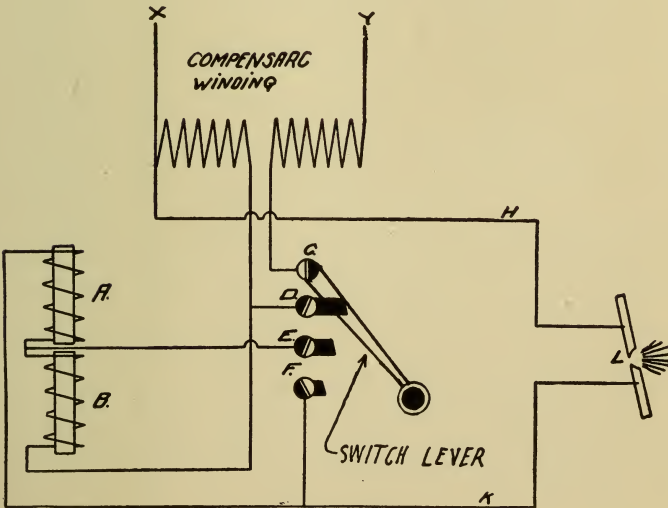 X
Y
COMPENSARC
WINDING
H
C.
D.
A.
E.
L
B.
F.
SWITCH LEVER
K